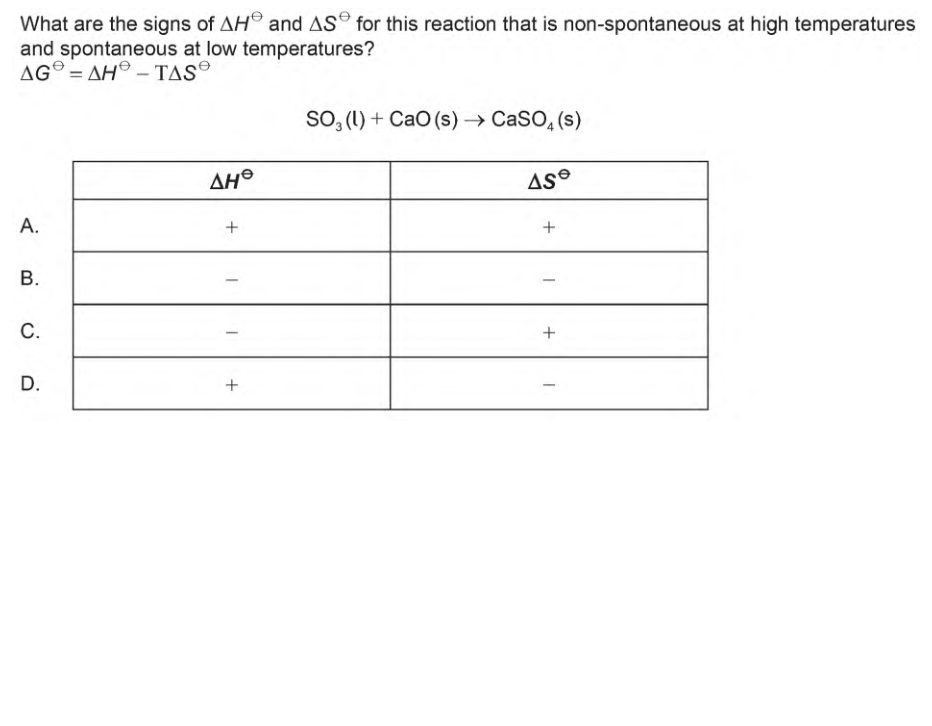 What are the signs of ΔH⊖ and ΔS⊖ for this reaction that is non-spontaneous at high temperatures
and spontaneous at low temperatures?
ΔG⊖ = ΔH⊖ – TΔS⊖
SO₃ (l) + CaO (s) → CaSO₄ (s)
ΔH⊖ ΔS⊖
A. + +
B. – –
C. – +
D. + –